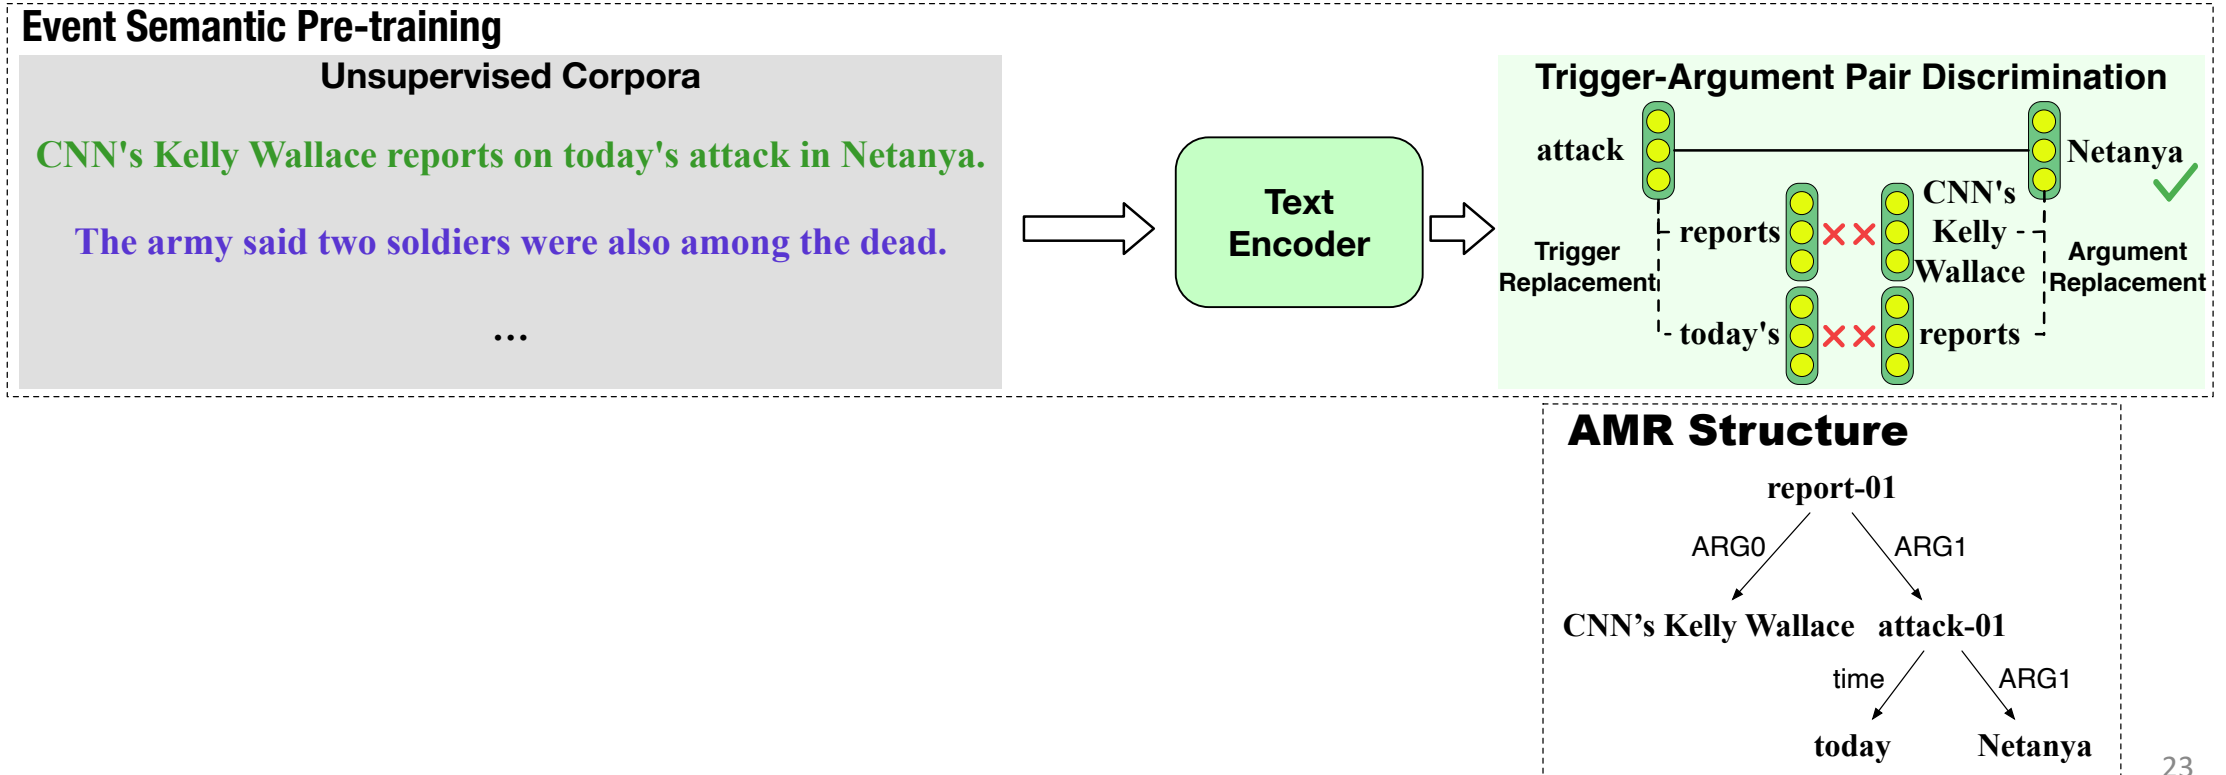 Event Semantic Pre-training
Unsupervised Corpora
CNN's Kelly Wallace reports on today's attack in Netanya.
The army said two soldiers were also among the dead.
...
Text
Encoder
Trigger-Argument Pair Discrimination
attack
Netanya
Trigger
Replacement
reports
CNN's
Kelly
Wallace
Argument
Replacement
today's
reports
AMR Structure
report-01
ARG0
ARG1
CNN’s Kelly Wallace
attack-01
time
ARG1
today
Netanya
23